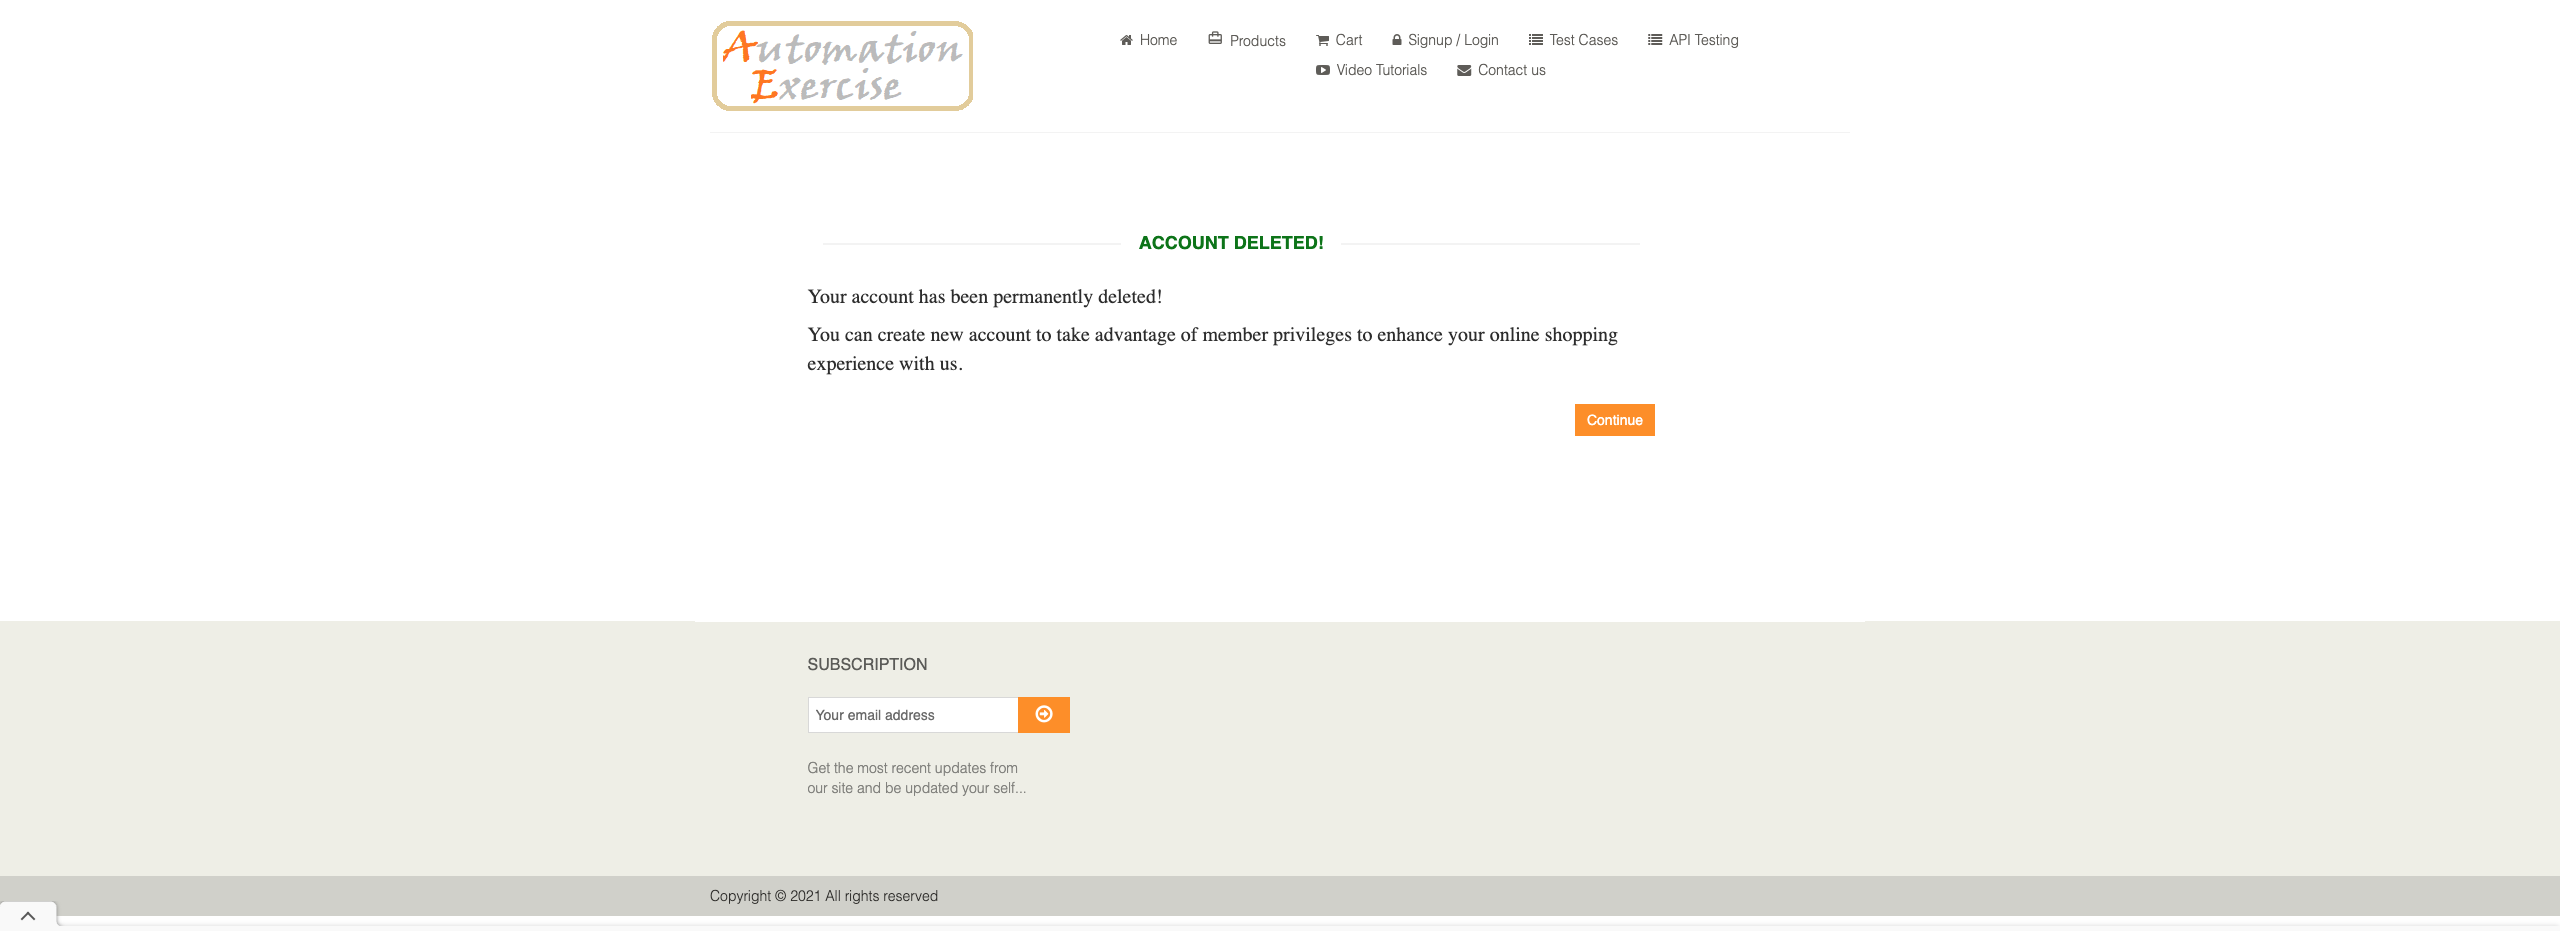 Automation
Exercise
Home
Products
Cart
Signup / Login
Test Cases
API Testing
Video Tutorials
Contact us
ACCOUNT DELETED!
Your account has been permanently deleted!
You can create new account to take advantage of member privileges to enhance your online shopping
experience with us.
Continue
SUBSCRIPTION
Your email address
Get the most recent updates from
our site and be updated your self...
Copyright © 2021 All rights reserved